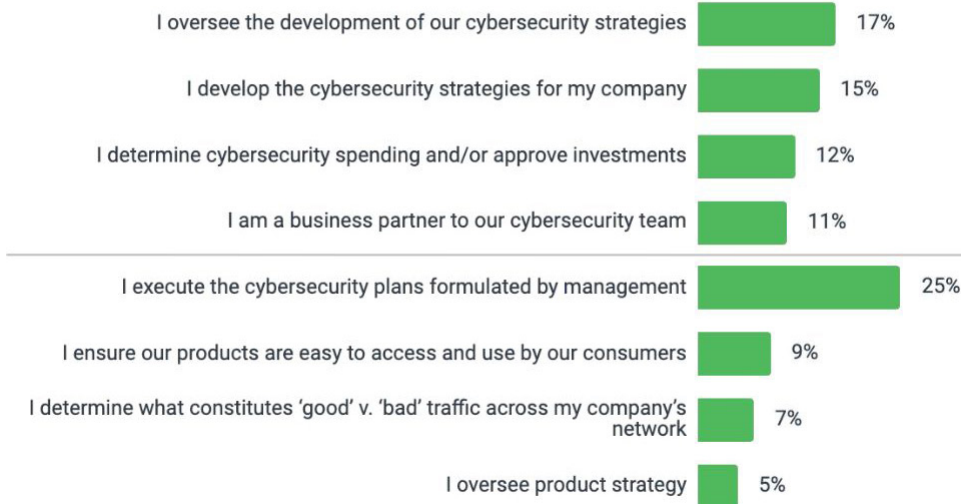 I oversee the development of our cybersecurity strategies 17%
I develop the cybersecurity strategies for my company 15%
I determine cybersecurity spending and/or approve investments 12%
I am a business partner to our cybersecurity team 11%
I execute the cybersecurity plans formulated by management 25%
I ensure our products are easy to access and use by our consumers 9%
I determine what constitutes ‘good’ v. ‘bad’ traffic across my company’s
network 7%
I oversee product strategy 5%